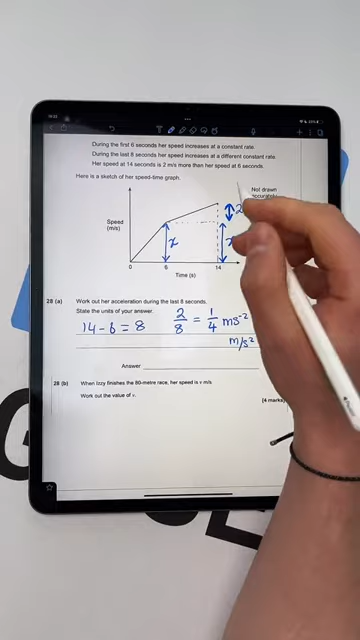 During the first 6 seconds her speed increases at a constant rate.
During the last 8 seconds her speed increases at a different constant rate.
Her speed at 14 seconds is 2 m/s more than her speed at 6 seconds.
Here is a sketch of her speed-time graph.
Not drawn
accurately
Speed
(m/s)
2
x
x
0 6 14
Time (s)
28 (a) Work out her acceleration during the last 8 seconds.
State the units of your answer.
14 - 6 = 8 2/8 = 1/4 ms⁻²
m/s²
Answer
28 (b) When Izzy finishes the 80-metre race, her speed is v m/s
Work out the value of v.
[4 marks]